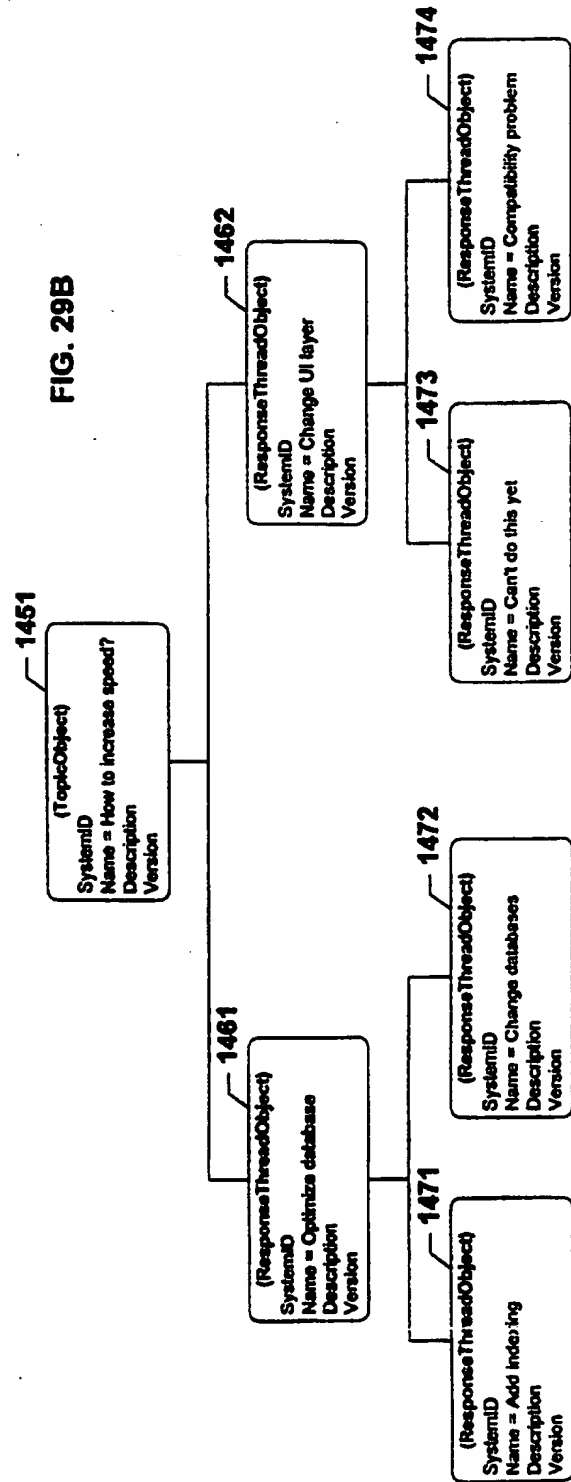 FIG. 29B
1451
(TopicObject)
SystemID
Name = How to increase speed?
Description
Version
1461
(ResponseThreadObject)
SystemID
Name = Optimize database
Description
Version
1462
(ResponseThreadObject)
SystemID
Name = Change UI layer
Description
Version
1471
(ResponseThreadObject)
SystemID
Name = Add indexing
Description
Version
1472
(ResponseThreadObject)
SystemID
Name = Change databases
Description
Version
1473
(ResponseThreadObject)
SystemID
Name = Can't do this yet
Description
Version
1474
(ResponseThreadObject)
SystemID
Name = Compatibility problem
Description
Version